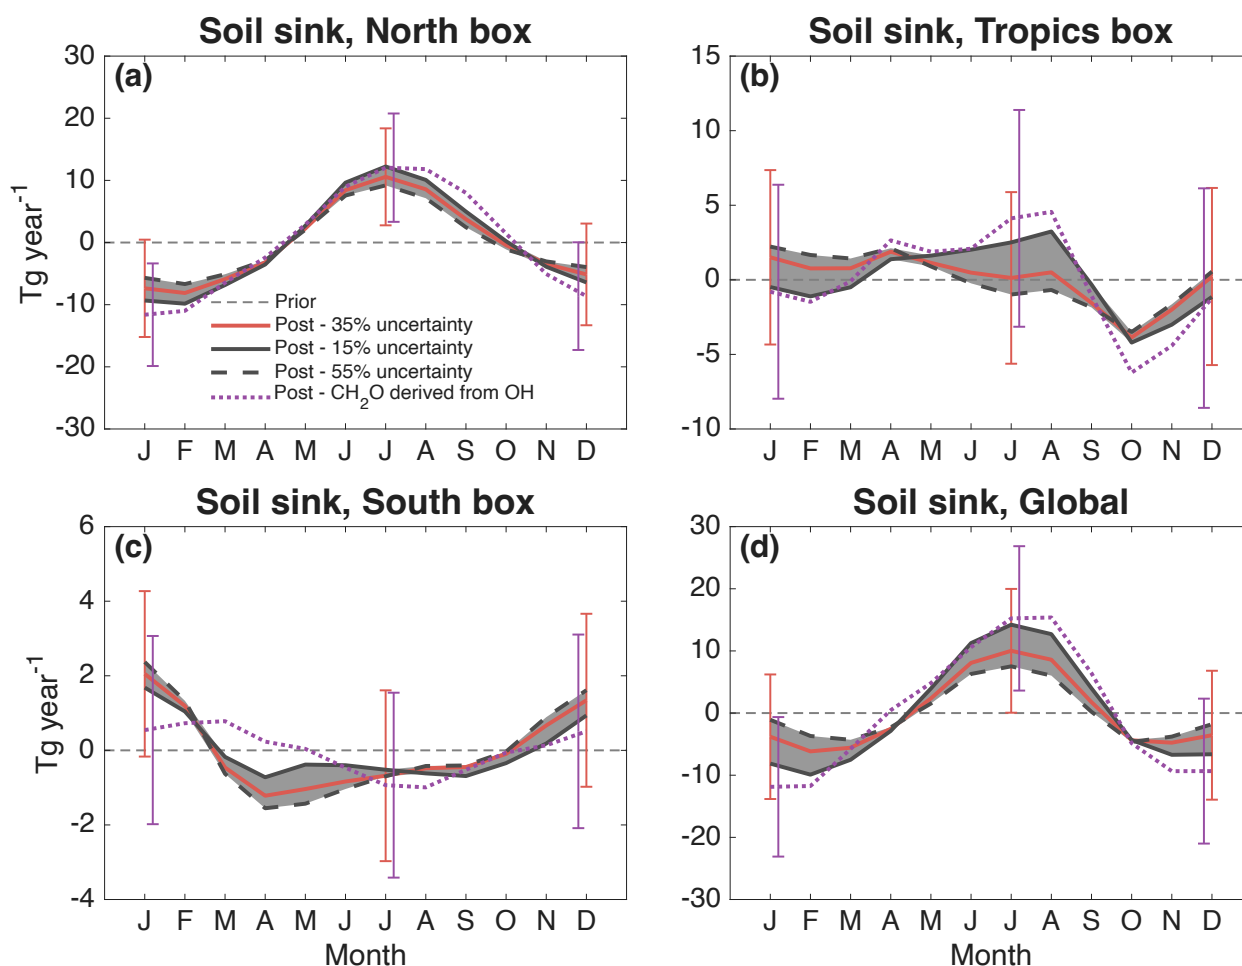 Soil sink, North box
(a)
30
20
10
0
-10
-20
-30
Tg year-1
Prior
Post - 35% uncertainty
Post - 15% uncertainty
Post - 55% uncertainty
Post - CH2O derived from OH
J F M A M J J A S O N D
Soil sink, Tropics box
(b)
15
10
5
0
-5
-10
J F M A M J J A S O N D
Soil sink, South box
(c)
6
4
2
0
-2
-4
Tg year-1
J F M A M J J A S O N D
Month
Soil sink, Global
(d)
30
20
10
0
-10
-20
-30
J F M A M J J A S O N D
Month